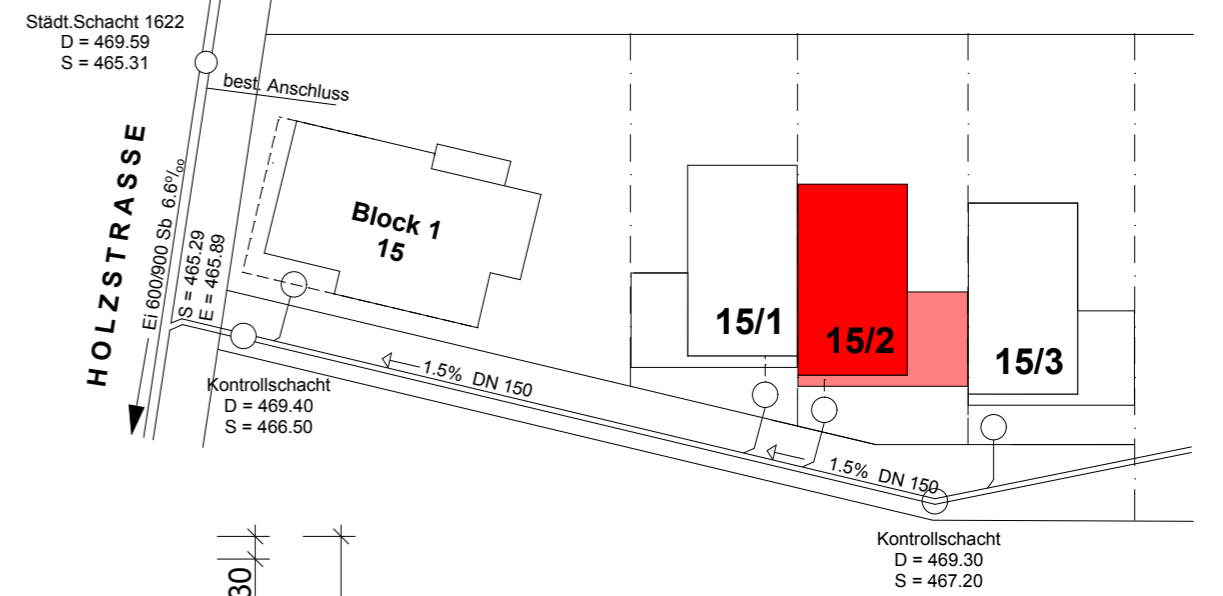 Städt.Schacht 1622
D = 469.59
S = 465.31
best. Anschluss
HOLZSTRASSE
Ei 600/900 Sb 6.6‰
S = 465.29
E = 465.89
Block 1
15
15/1
15/2
15/3
1.5% DN 150
Kontrollschacht
D = 469.40
S = 466.50
1.5% DN 150
Kontrollschacht
D = 469.30
S = 467.20
30